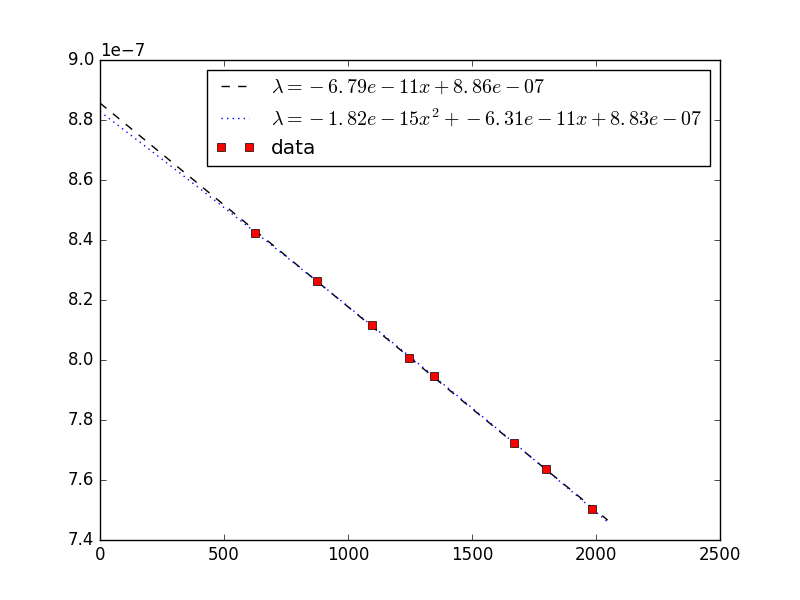 1e−7
9.0
8.8
8.6
8.4
8.2
8.0
7.8
7.6
7.4
λ = −6.79e−11x + 8.86e−07
λ = −1.82e−15x² + −6.31e−11x + 8.83e−07
data
0 500 1000 1500 2000 2500